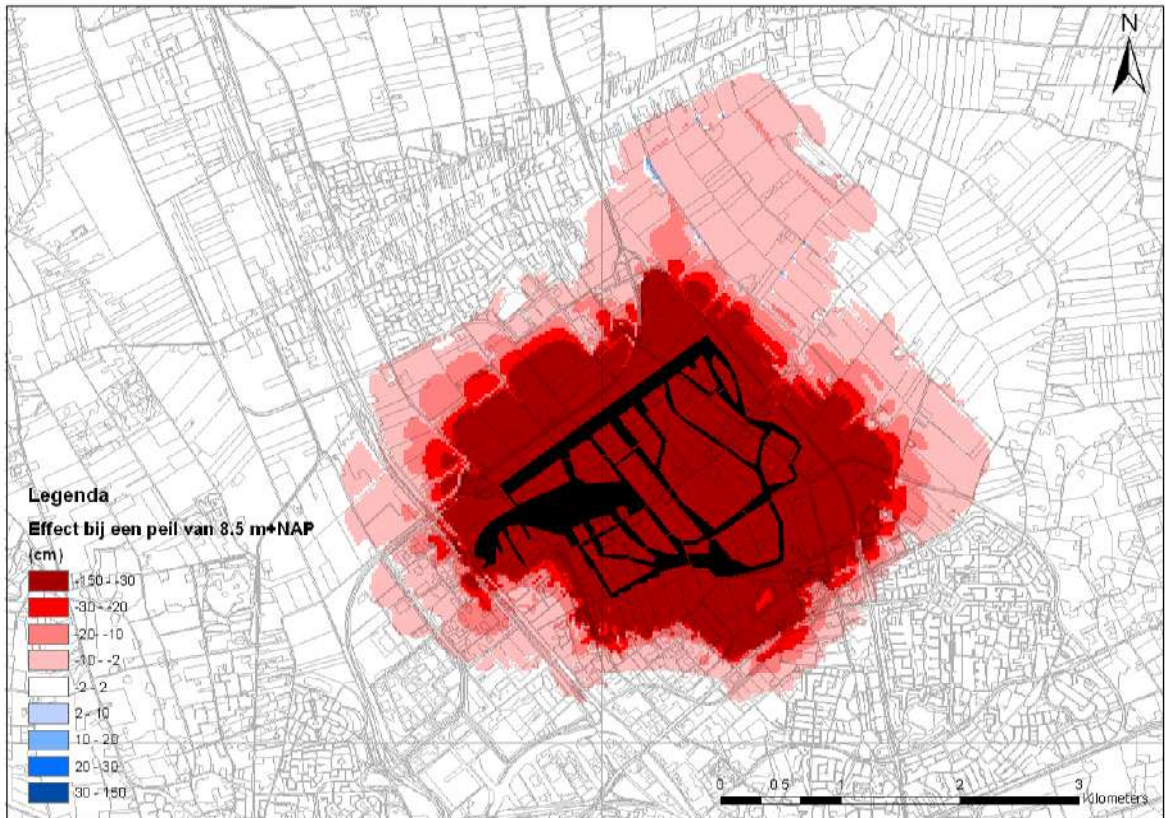 N
Legenda
Effect bij een peil van 8.5 m+NAP
(cm)
-150 - -30
-30 - -20
-20 - -10
-10 - -2
-2 - 2
2 - 10
10 - 20
20 - 30
30 - 150
0 0.5 1 2 3
Kilometers